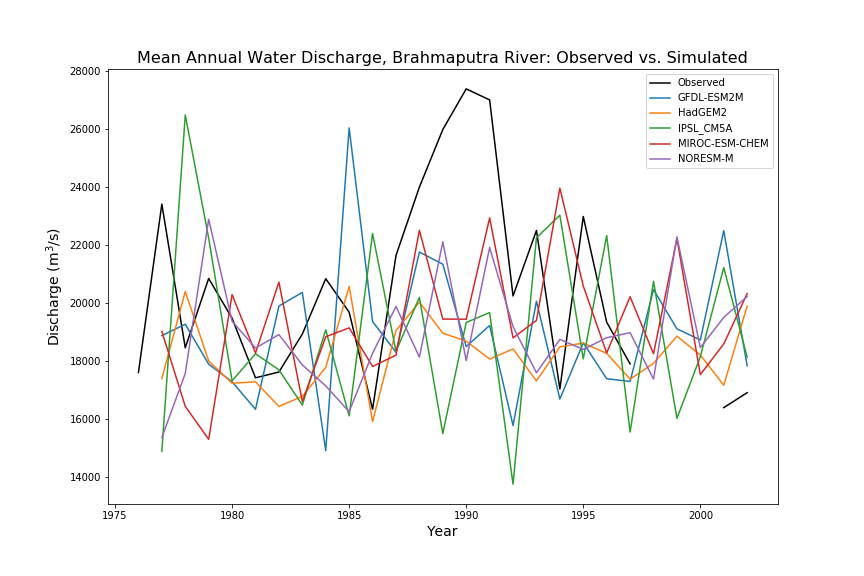 Mean Annual Water Discharge, Brahmaputra River: Observed vs. Simulated
Observed
GFDL-ESM2M
HadGEM2
IPSL_CM5A
MIROC-ESM-CHEM
NORESM-M
28000
26000
24000
22000
20000
18000
16000
14000
Discharge (m³/s)
1975
1980
1985
1990
1995
2000
Year